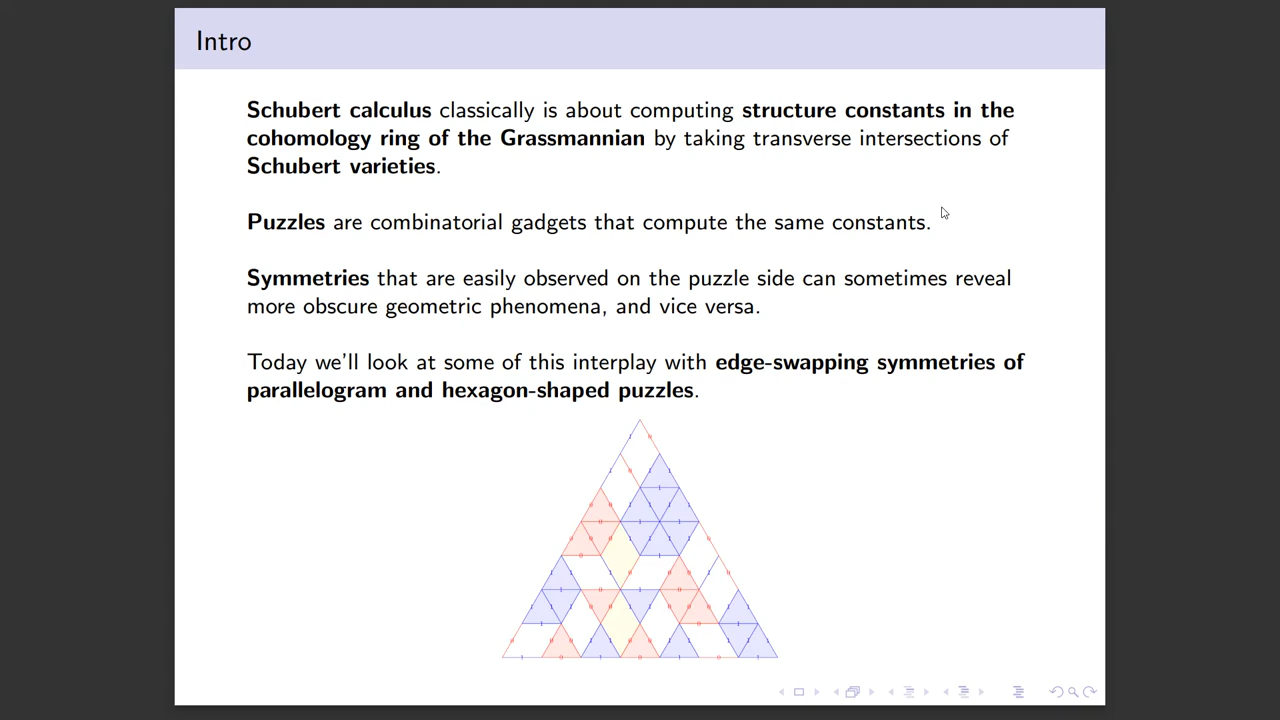 Intro
Schubert calculus classically is about computing structure constants in the
cohomology ring of the Grassmannian by taking transverse intersections of
Schubert varieties.
Puzzles are combinatorial gadgets that compute the same constants.
Symmetries that are easily observed on the puzzle side can sometimes reveal
more obscure geometric phenomena, and vice versa.
Today we'll look at some of this interplay with edge-swapping symmetries of
parallelogram and hexagon-shaped puzzles.